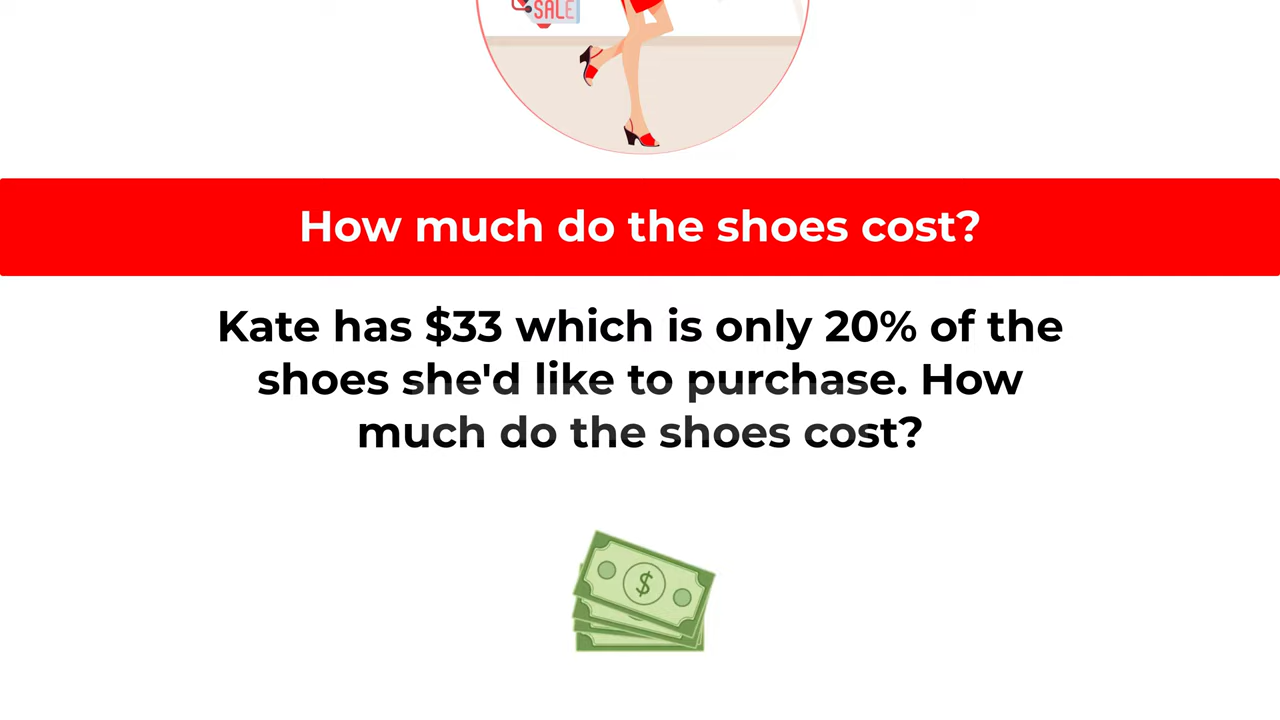 SALE
How much do the shoes cost?
Kate has $33 which is only 20% of the
shoes she'd like to purchase. How
much do the shoes cost?
$